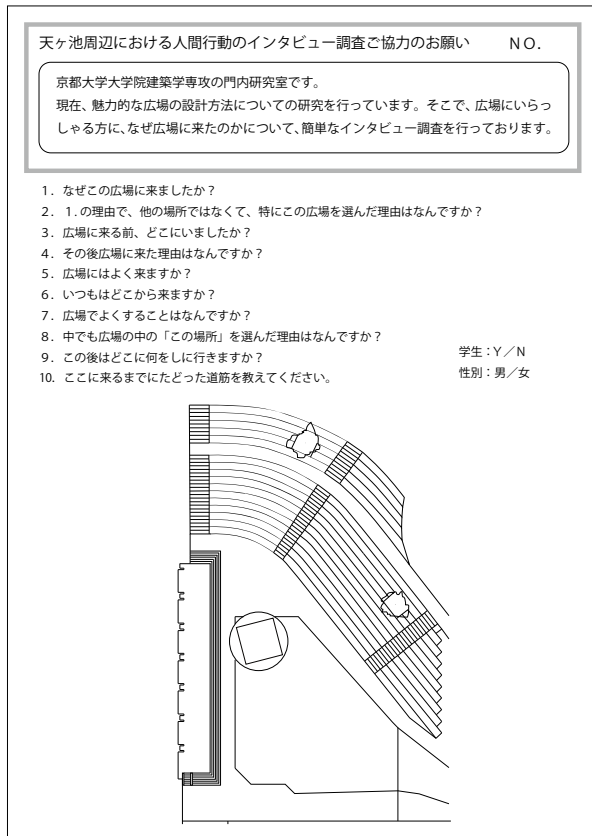 天ヶ池周辺における人間行動のインタビュー調査ご協力のお願い　NO.
京都大学大学院建築学専攻の門内研究室です。
現在、魅力的な広場の設計方法についての研究を行っています。そこで、広場にいらっ
しゃる方に、なぜ広場に来たのかについて、簡単なインタビュー調査を行っております。
1. なぜこの広場に来ましたか？
2. 1.の理由で、他の場所ではなくて、特にこの広場を選んだ理由はなんですか？
3. 広場に来る前、どこにいましたか？
4. その後広場に来た理由はなんですか？
5. 広場にはよく来ますか？
6. いつもはどこから来ますか？
7. 広場でよくすることはなんですか？
8. 中でも広場の中の「この場所」を選んだ理由はなんですか？
9. この後はどこに何をしに行きますか？
10. ここに来るまでにたどった道筋を教えてください。
学生：Y／N
性別：男／女